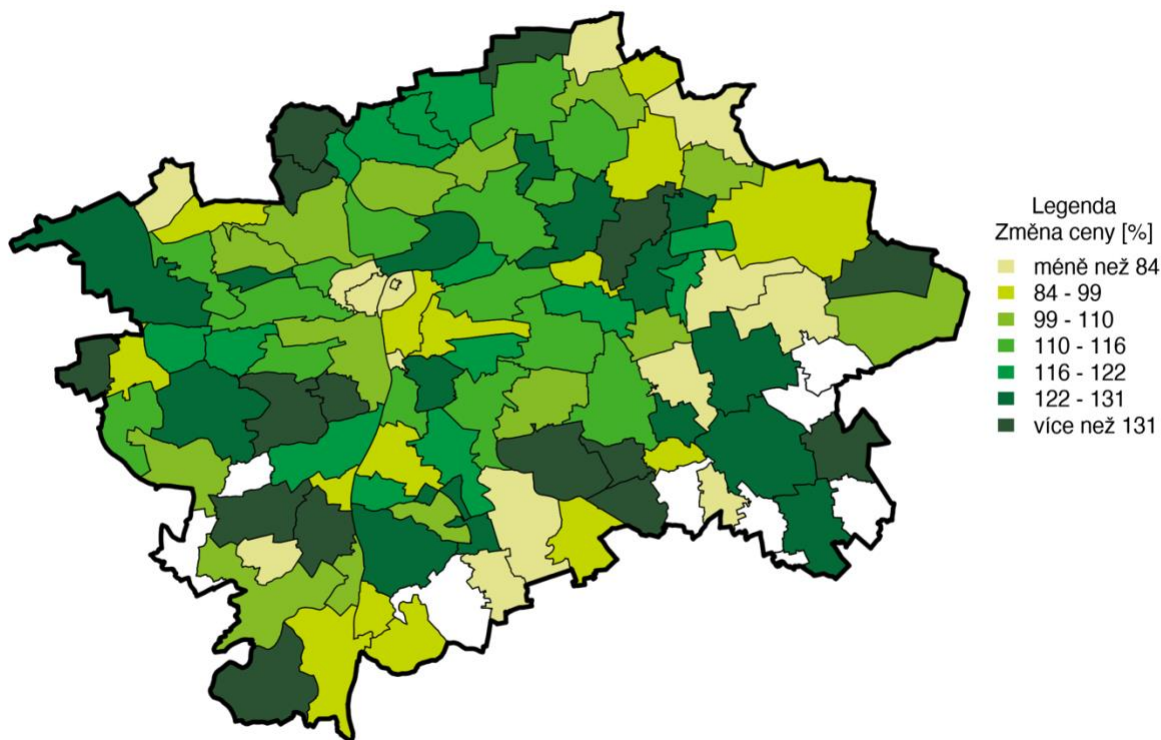 Legenda
Změna ceny [%]
méně než 84
84 - 99
99 - 110
110 - 116
116 - 122
122 - 131
více než 131